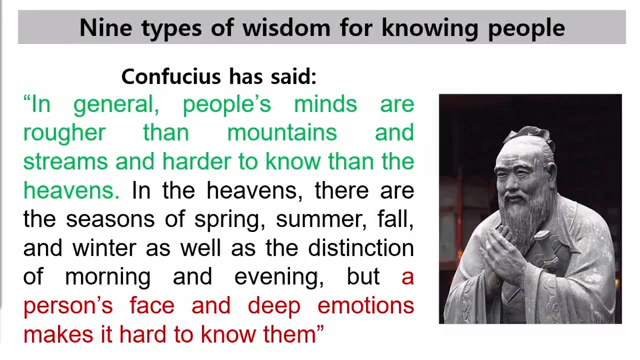 Nine types of wisdom for knowing people
Confucius has said:
“In general, people’s minds are
rougher than mountains and
streams and harder to know than the
heavens. In the heavens, there are
the seasons of spring, summer, fall,
and winter as well as the distinction
of morning and evening, but a
person’s face and deep emotions
makes it hard to know them”